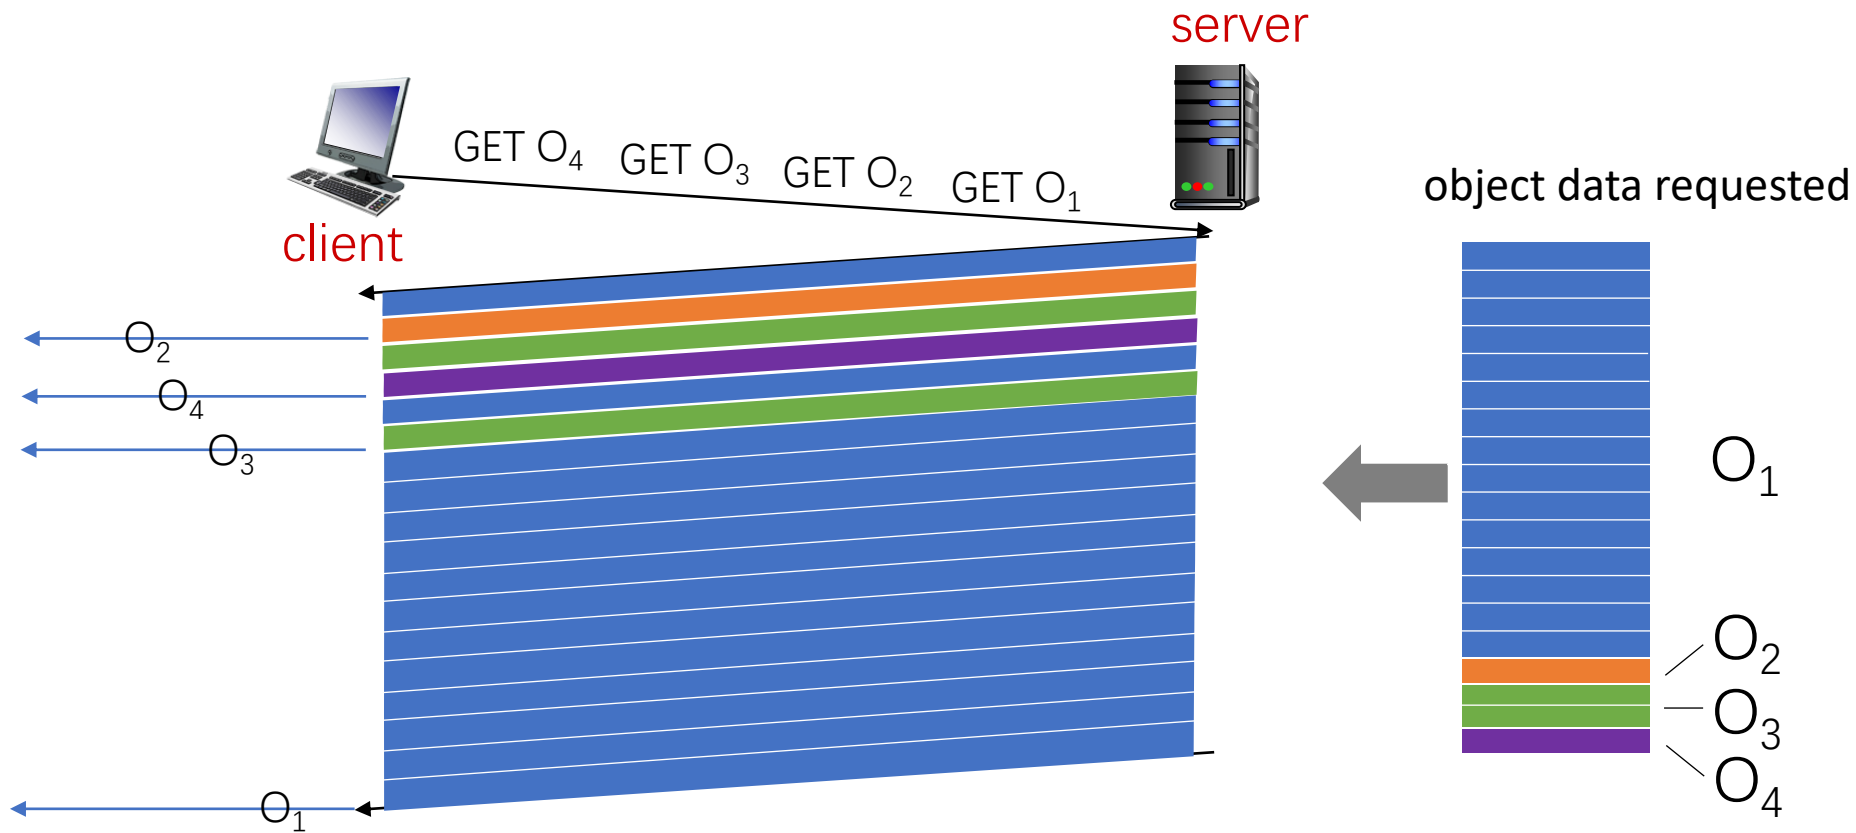 server
GET O₄ GET O₃ GET O₂ GET O₁
object data requested
client
O₂
O₄
O₃
O₁
O₂
O₃
O₄
O₁